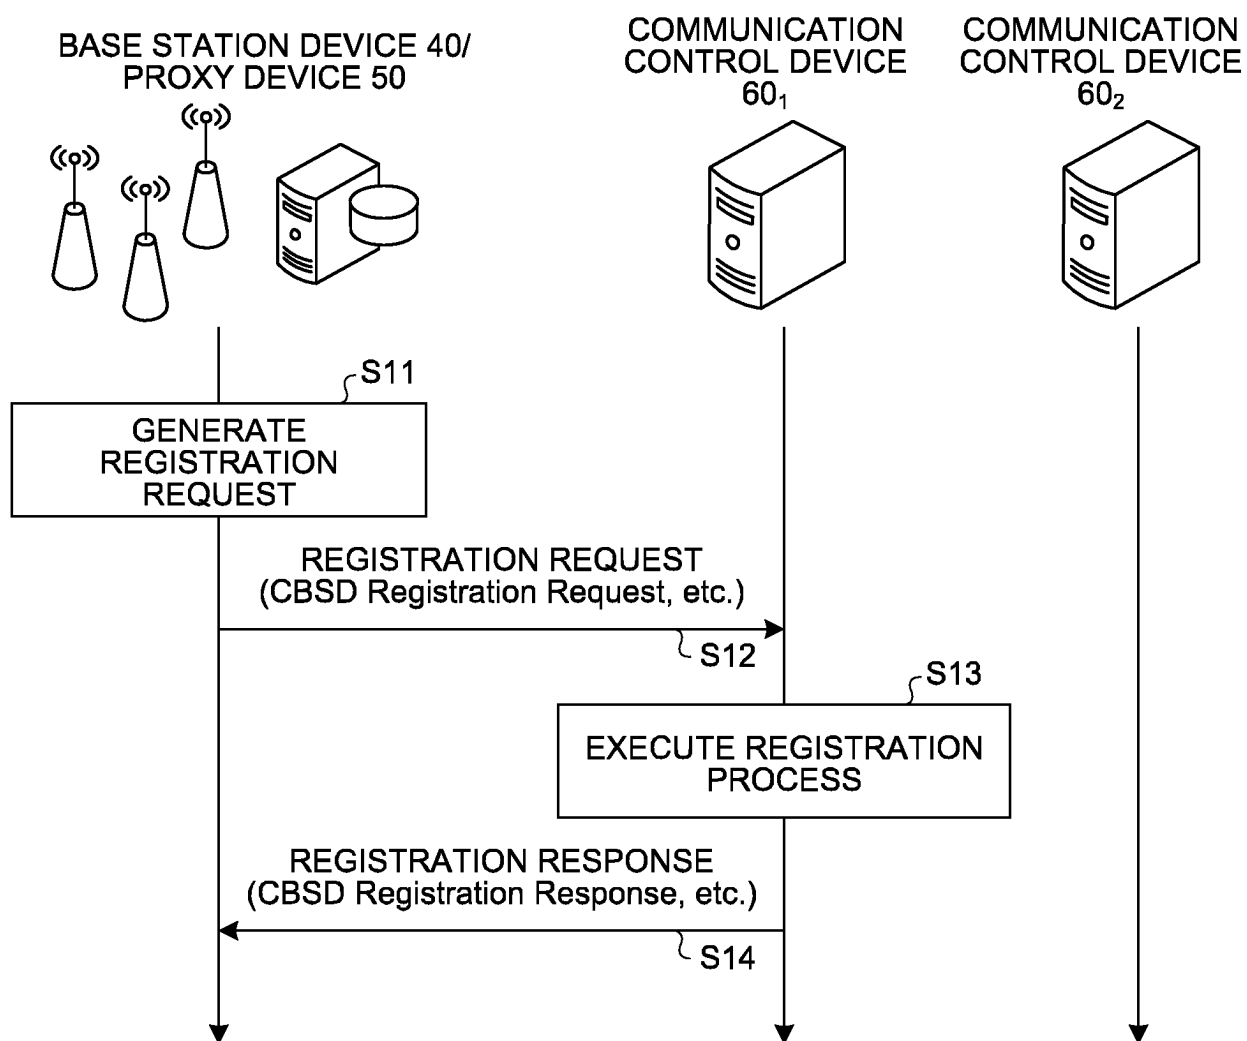 BASE STATION DEVICE 40/
PROXY DEVICE 50
COMMUNICATION
CONTROL DEVICE
60₁
COMMUNICATION
CONTROL DEVICE
60₂
S11
GENERATE
REGISTRATION
REQUEST
REGISTRATION REQUEST
(CBSD Registration Request, etc.)
S12
S13
EXECUTE REGISTRATION
PROCESS
REGISTRATION RESPONSE
(CBSD Registration Response, etc.)
S14